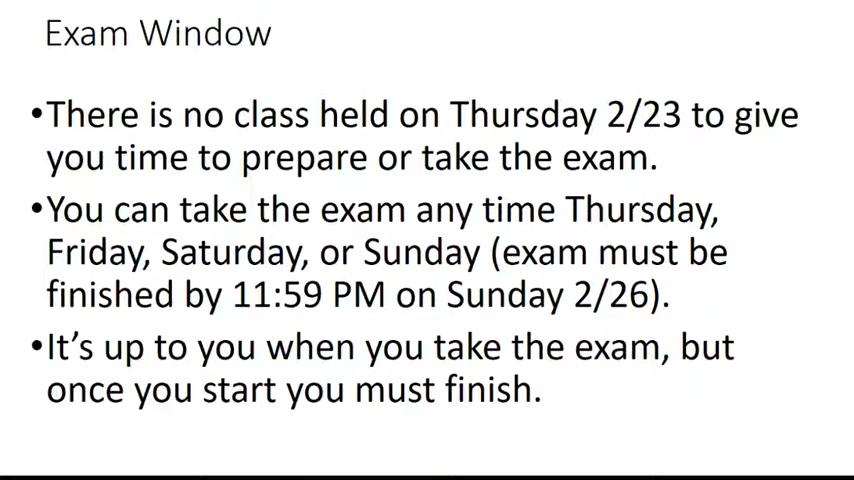 Exam Window
•There is no class held on Thursday 2/23 to give
you time to prepare or take the exam.
•You can take the exam any time Thursday,
Friday, Saturday, or Sunday (exam must be
finished by 11:59 PM on Sunday 2/26).
•It’s up to you when you take the exam, but
once you start you must finish.